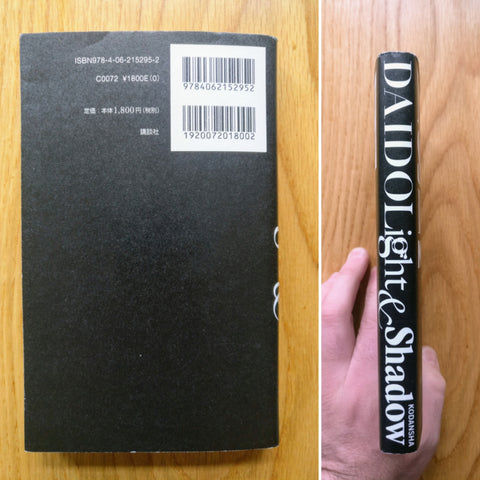 ISBN978-4-06-215295-2
C0072 ¥1800E(0)
定価:本体1,800円(税別)
講談社
9784062152952
1920072018002
DAIDO Light & Shadow
KODANSHA